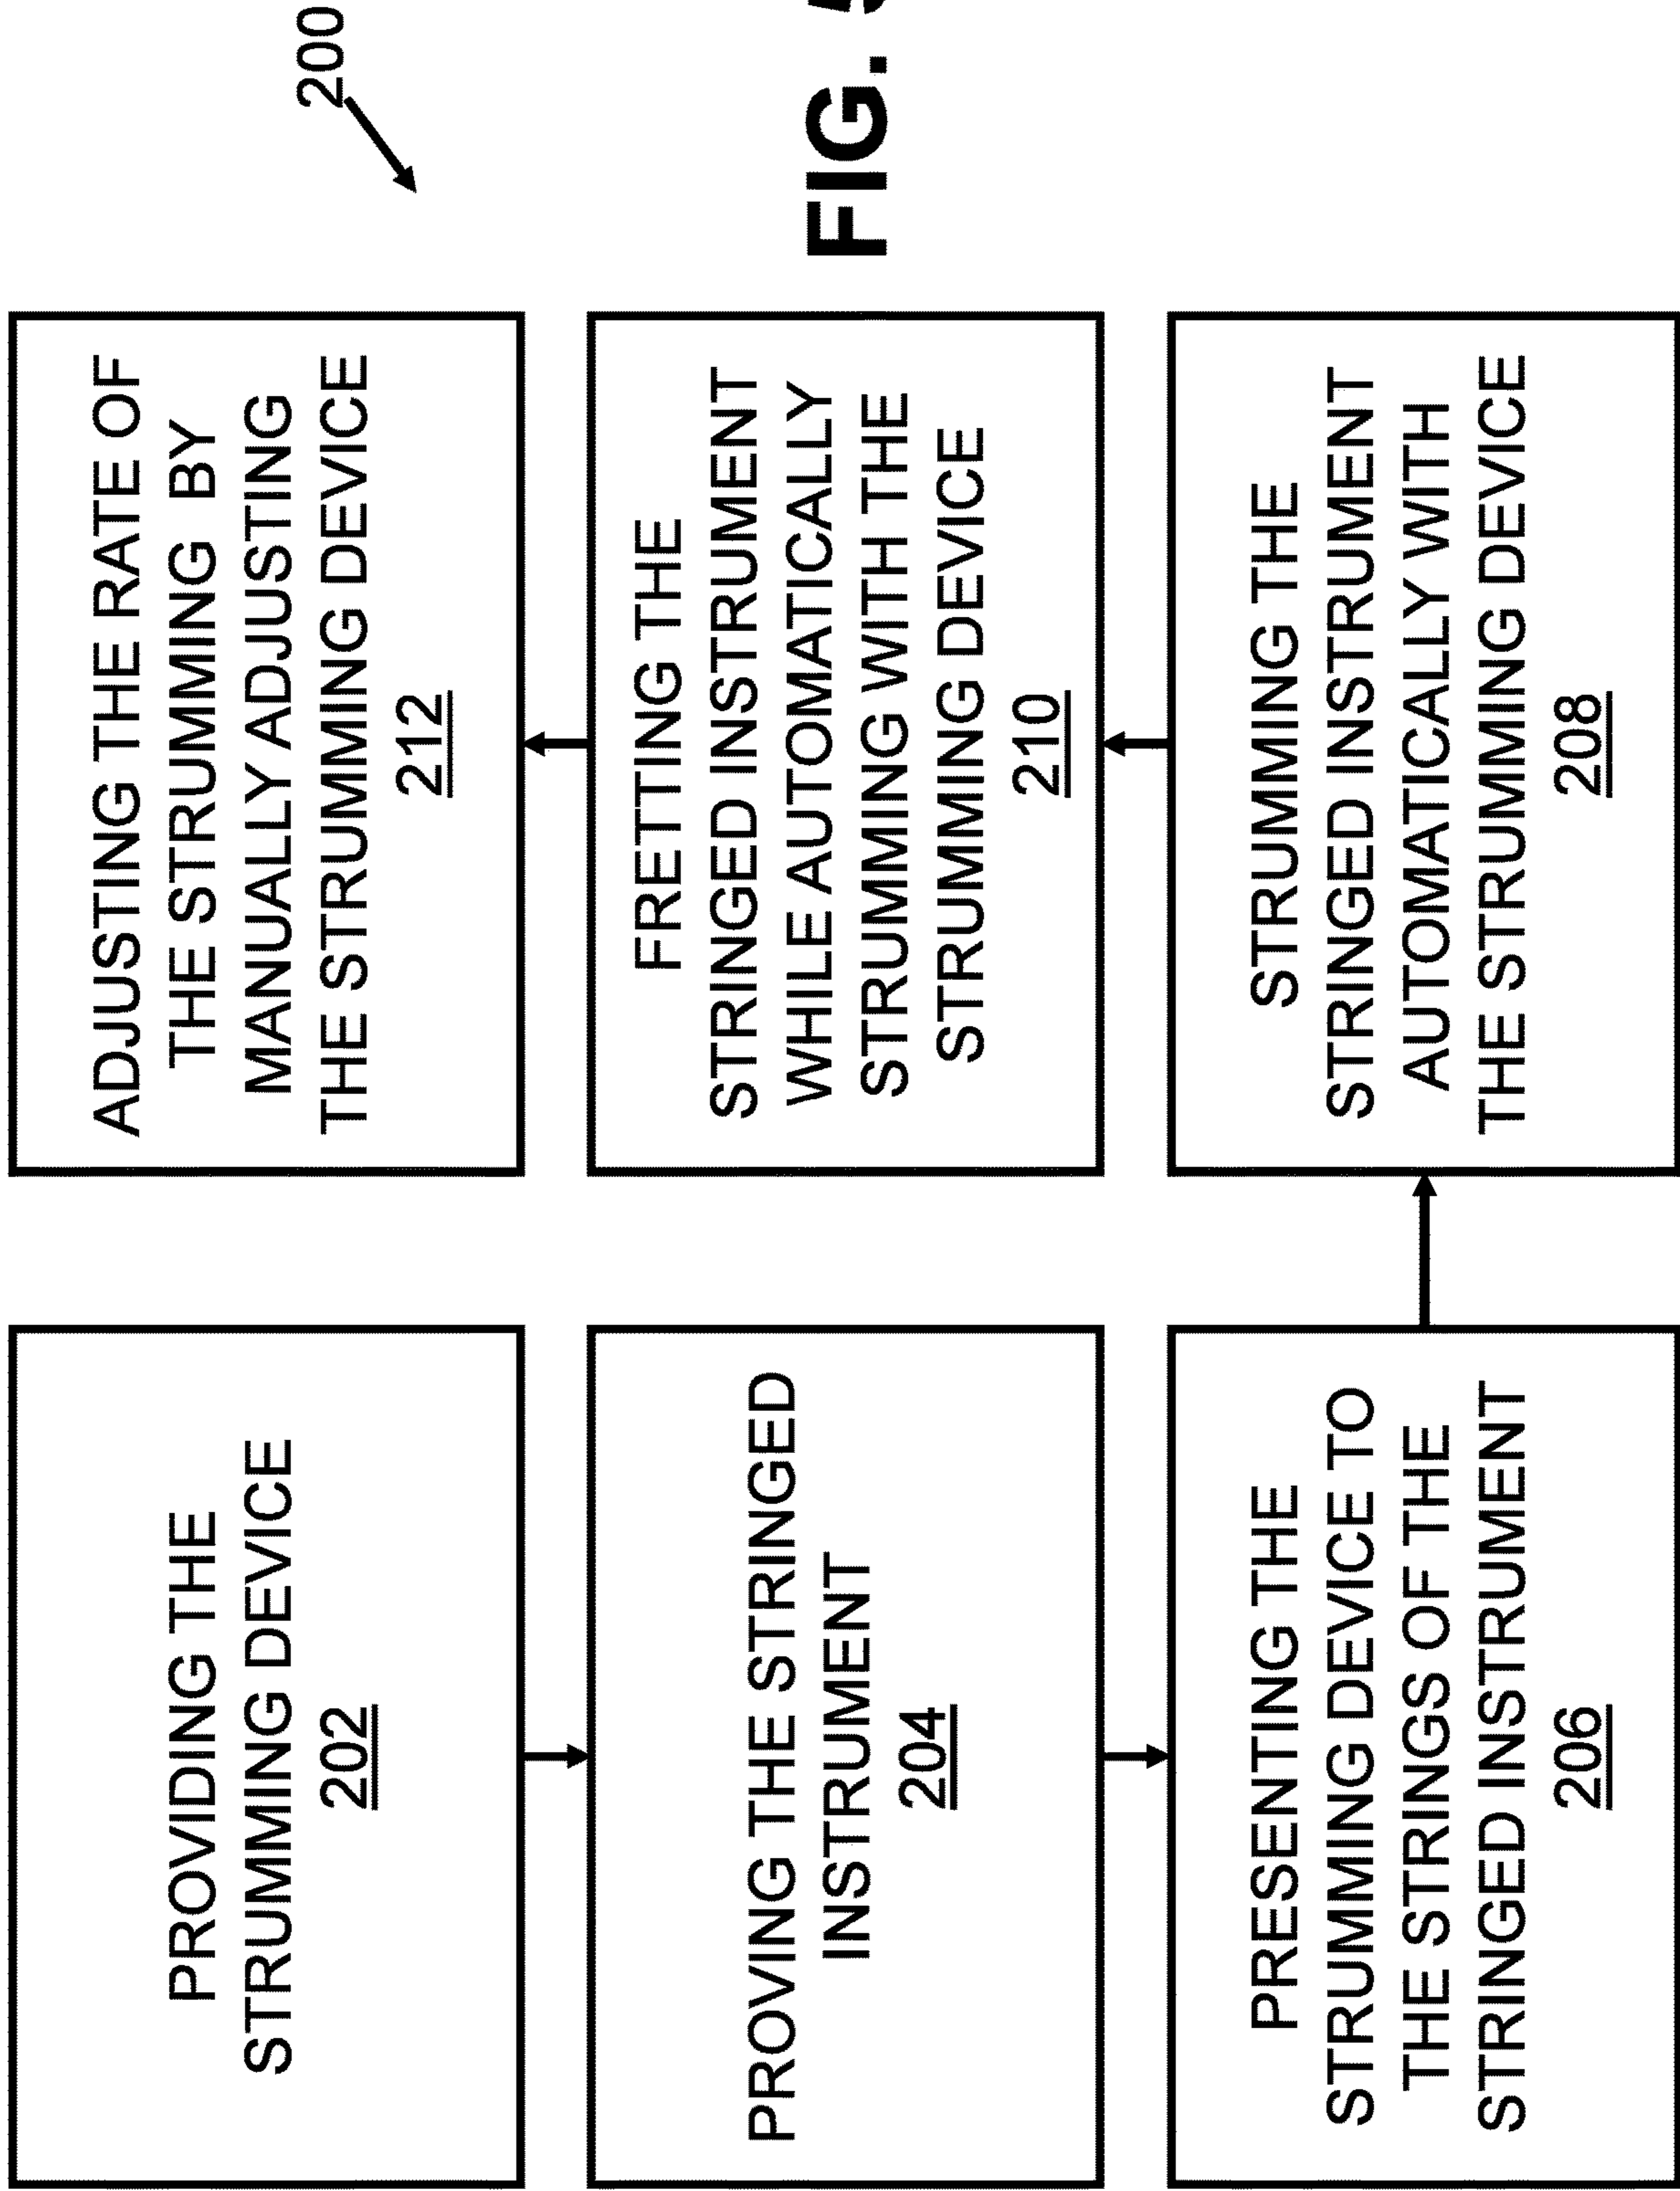 PROVIDING THE
STRUMMING DEVICE
202
PROVING THE STRINGED
INSTRUMENT
204
PRESENTING THE
STRUMMING DEVICE TO
THE STRINGS OF THE
STRINGED INSTRUMENT
206
STRUMMING THE
STRINGED INSTRUMENT
AUTOMATICALLY WITH
THE STRUMMING DEVICE
208
FRETTING THE
STRINGED INSTRUMENT
WHILE AUTOMATICALLY
STRUMMING WITH THE
STRUMMING DEVICE
210
ADJUSTING THE RATE OF
THE STRUMMING BY
MANUALLY ADJUSTING
THE STRUMMING DEVICE
212
200
FIG.